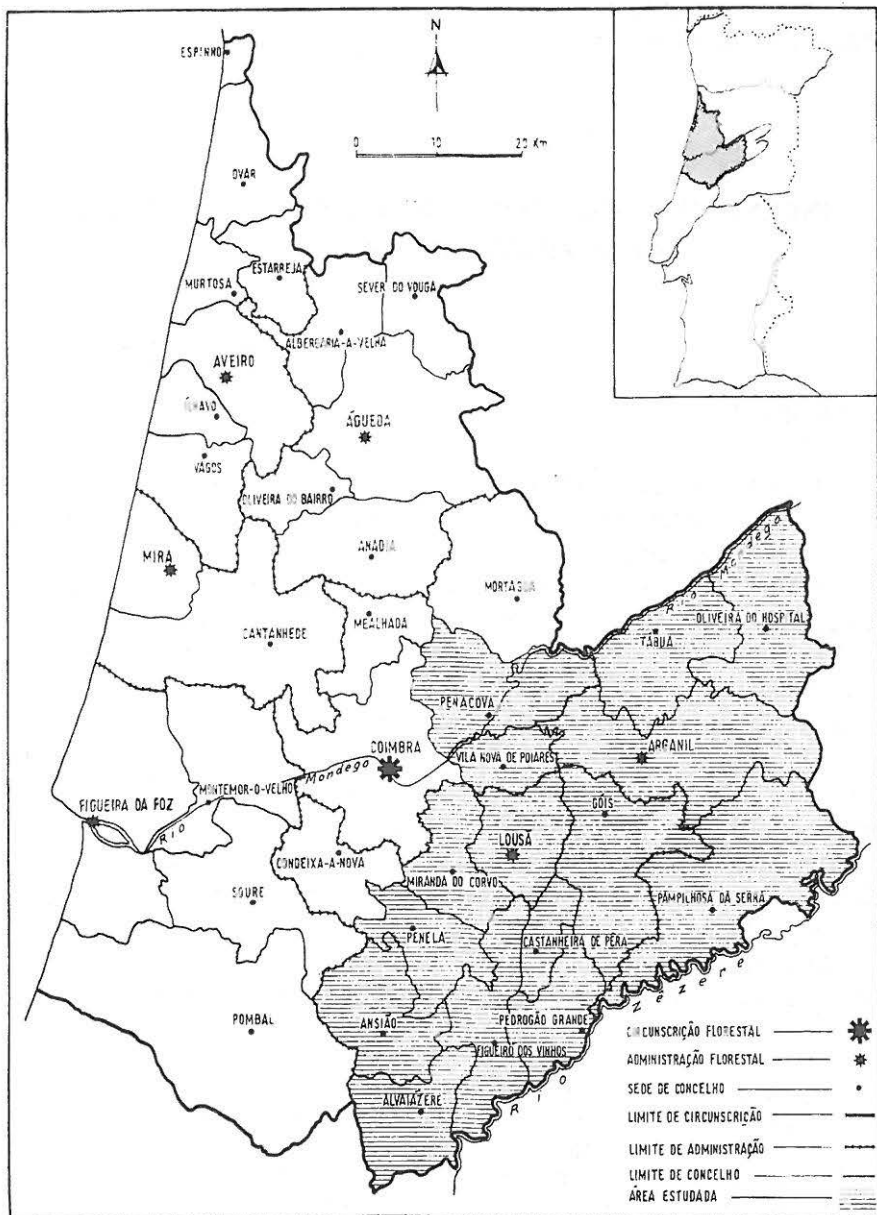 N
ESPINHO
0 10 20 Km
OVAR
ESTARREJA
MURTOSA
SEVER DO VOUGA
ALBERGARIA-A-VELHA
AVEIRO
ÍLHAVO
ÁGUEDA
VAGOS
OLIVEIRA DO BAIRRO
ANADIA
MIRA
MORTÁGUA
MEALHADA
CANTANHEDE
Rio Mondego
OLIVEIRA DO HOSPITAL
TÁBUA
PENACOVA
COIMBRA
ARGANIL
VILA NOVA DE POIARES
Rio Mondego
MONTEMOR-O-VELHO
FIGUEIRA DA FOZ
GÓIS
LOUSÃ
CONDEIXA-A-NOVA
MIRANDA DO CORVO
SOURE
PAMPILHOSA DA SERRA
PENELA
CASTANHEIRA DE PÊRA
Rio Zêzere
POMBAL
ANSIÃO
PEDROGÃO GRANDE
FIGUEIRÓ DOS VINHOS
ALVAIÁZERE
CIRCUNSCRIÇÃO FLORESTAL
ADMINISTRAÇÃO FLORESTAL
SEDE DE CONCELHO
LIMITE DE CIRCUNSCRIÇÃO
LIMITE DE ADMINISTRAÇÃO
LIMITE DE CONCELHO
ÁREA ESTUDADA